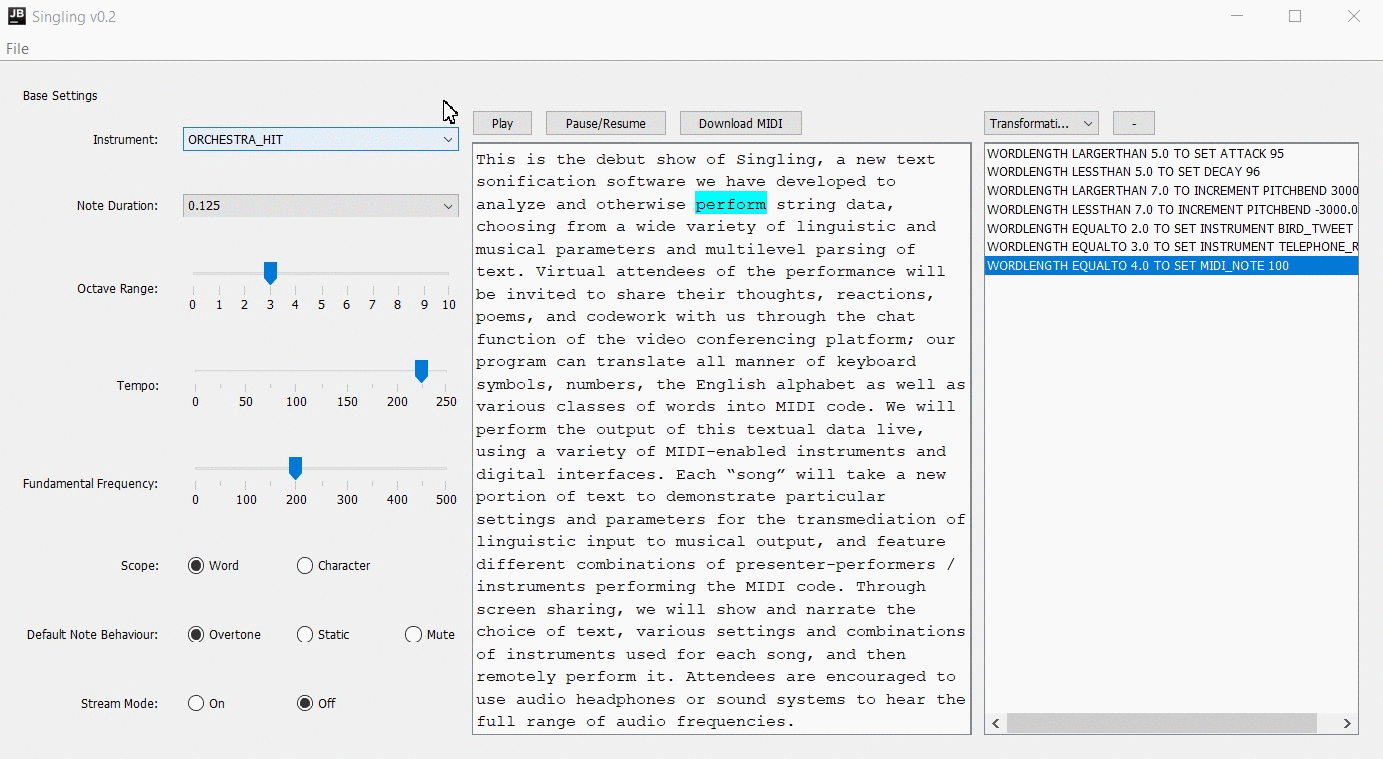 JB Singling v0.2
File
Base Settings
Instrument: ORCHESTRA_HIT
Note Duration: 0.125
Octave Range:
0 1 2 3 4 5 6 7 8 9 10
Tempo:
0 50 100 150 200 250
Fundamental Frequency:
0 100 200 300 400 500
Scope: Word Character
Default Note Behaviour: Overtone Static Mute
Stream Mode: On Off
Play Pause/Resume Download MIDI
This is the debut show of Singling, a new text
sonification software we have developed to
analyze and otherwise perform string data,
choosing from a wide variety of linguistic and
musical parameters and multilevel parsing of
text. Virtual attendees of the performance will
be invited to share their thoughts, reactions,
poems, and codework with us through the chat
function of the video conferencing platform; our
program can translate all manner of keyboard
symbols, numbers, the English alphabet as well as
various classes of words into MIDI code. We will
perform the output of this textual data live,
using a variety of MIDI-enabled instruments and
digital interfaces. Each “song” will take a new
portion of text to demonstrate particular
settings and parameters for the transmediation of
linguistic input to musical output, and feature
different combinations of presenter-performers /
instruments performing the MIDI code. Through
screen sharing, we will show and narrate the
choice of text, various settings and combinations
of instruments used for each song, and then
remotely perform it. Attendees are encouraged to
use audio headphones or sound systems to hear the
full range of audio frequencies.
Transformati... -
WORDLENGTH LARGERTHAN 5.0 TO SET ATTACK 95
WORDLENGTH LESSTHAN 5.0 TO SET DECAY 96
WORDLENGTH LARGERTHAN 7.0 TO INCREMENT PITCHBEND 3000
WORDLENGTH LESSTHAN 7.0 TO INCREMENT PITCHBEND -3000.0
WORDLENGTH EQUALTO 2.0 TO SET INSTRUMENT BIRD_TWEET
WORDLENGTH EQUALTO 3.0 TO SET INSTRUMENT TELEPHONE_R
WORDLENGTH EQUALTO 4.0 TO SET MIDI_NOTE 100